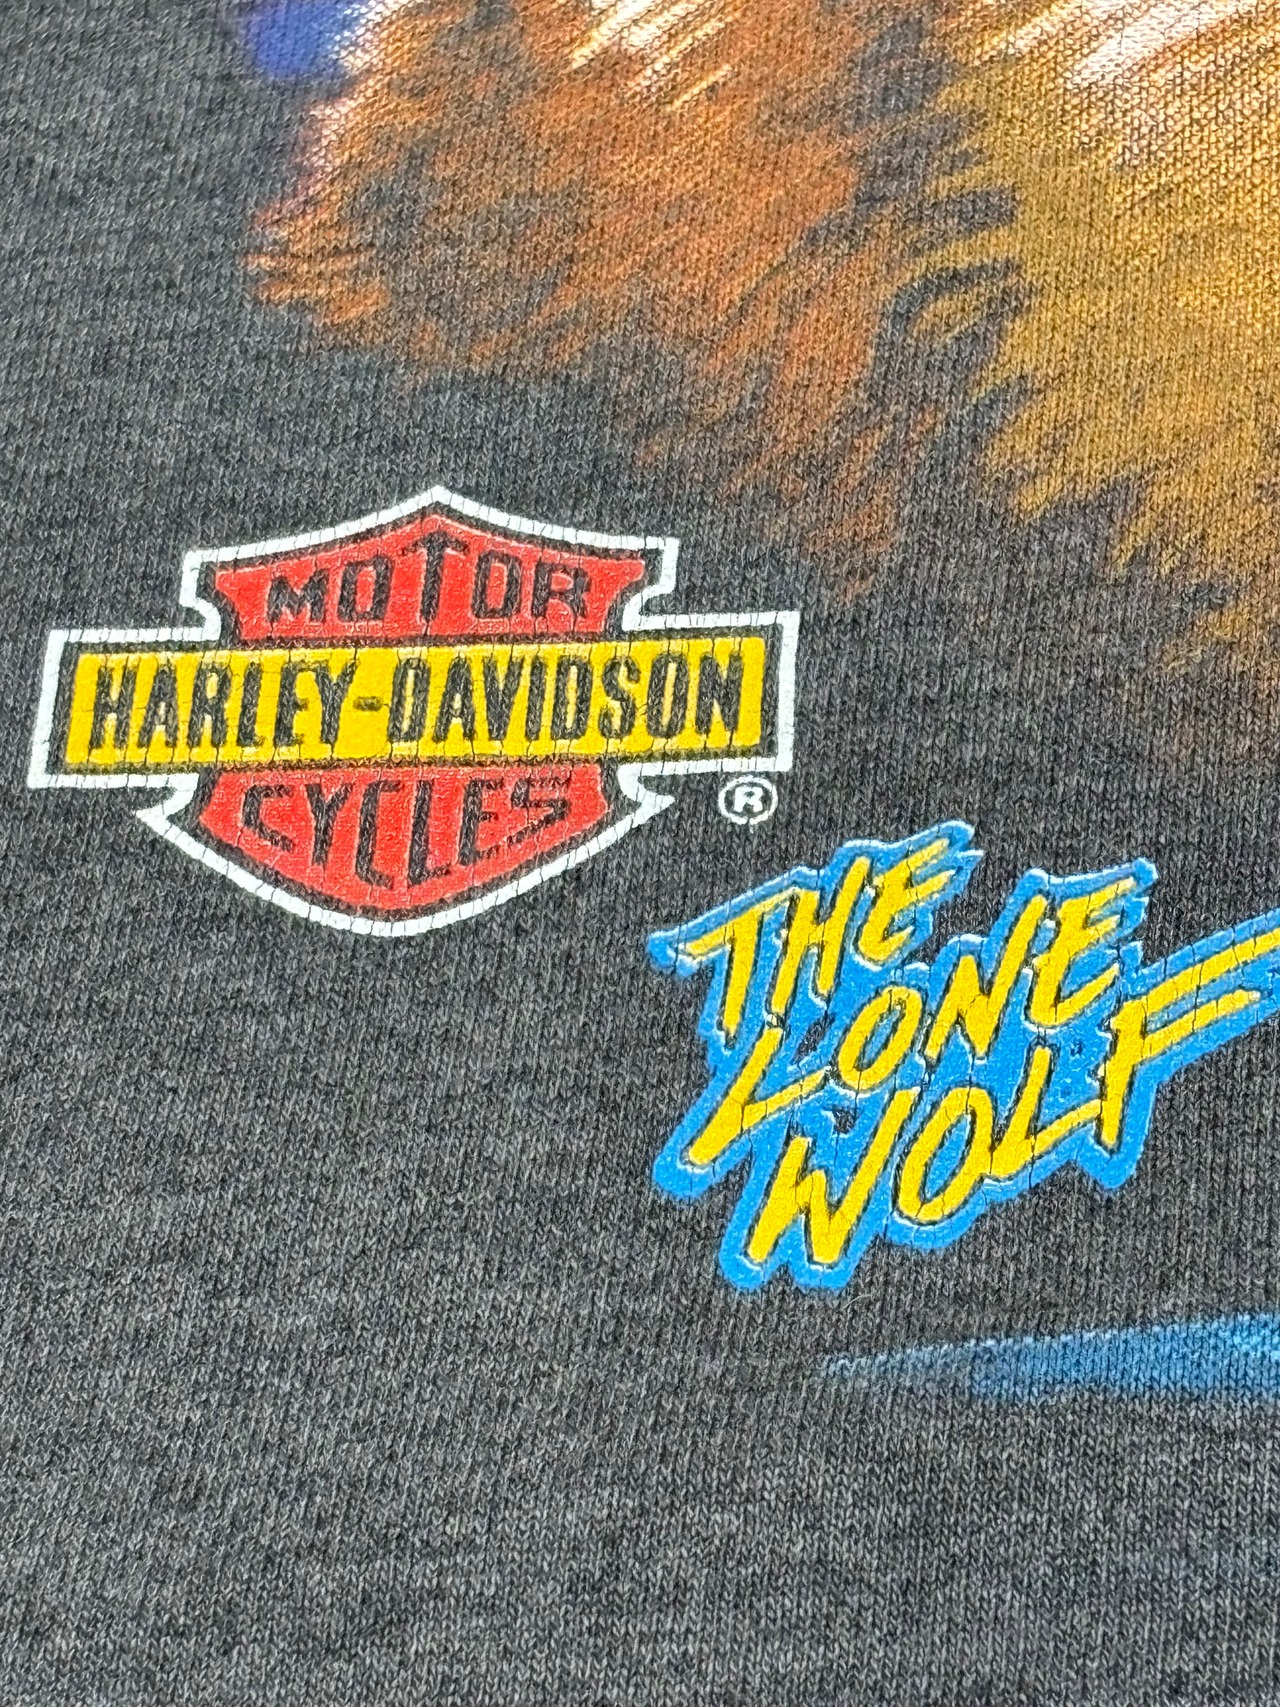 MOTOR
HARLEY-DAVIDSON
CYCLES
®
THE
LONE
WOLF